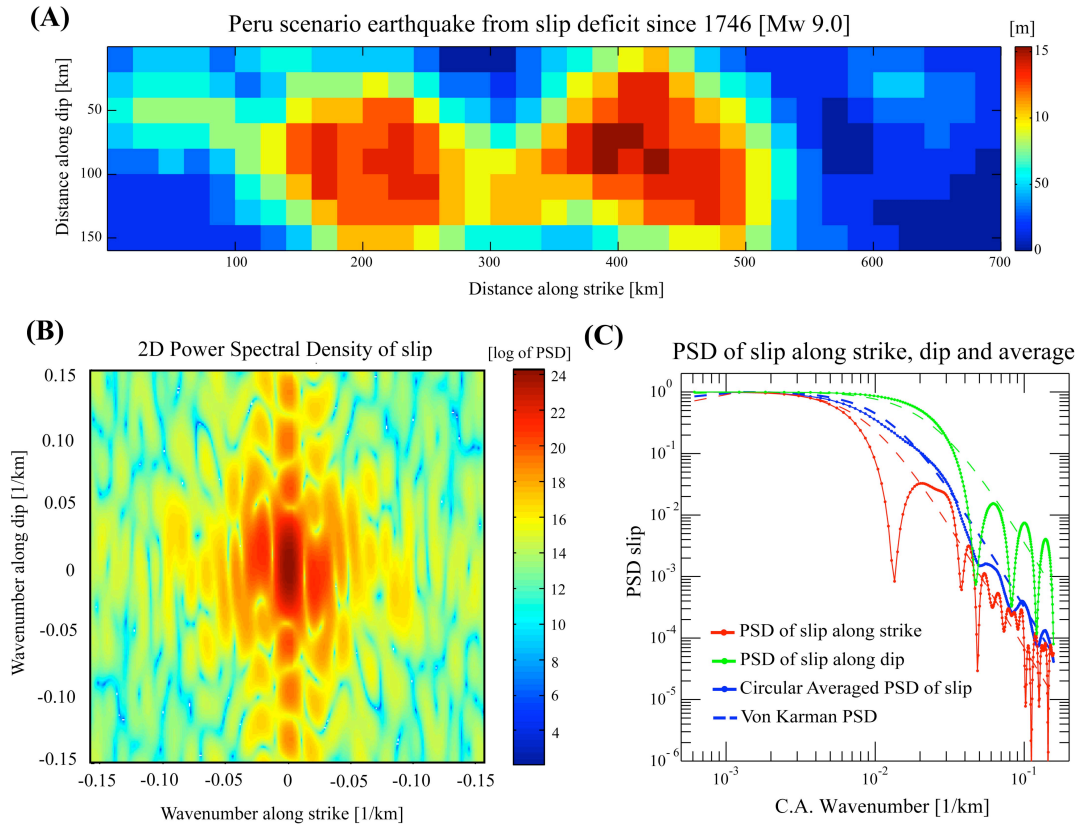 (A)
Peru scenario earthquake from slip deficit since 1746 [Mw 9.0]
[m]
Distance along dip [km]
50
100
150
100
200
300
400
500
600
700
Distance along strike [km]
15
10
50
0
(B)
2D Power Spectral Density of slip
[log of PSD]
Wavenumber along dip [1/km]
0.15
0.10
0.05
0
-0.05
-0.10
-0.15
-0.15
-0.10
-0.05
0
-0.05
-0.10
-0.15
Wavenumber along strike [1/km]
24
22
20
18
16
14
12
10
8
6
4
(C)
PSD of slip along strike, dip and average
PSD slip
10^0
10^-1
10^-2
10^-3
10^-4
10^-5
10^-6
PSD of slip along strike
PSD of slip along dip
Circular Averaged PSD of slip
Von Karman PSD
10^-3
10^-2
10^-1
C.A. Wavenumber [1/km]